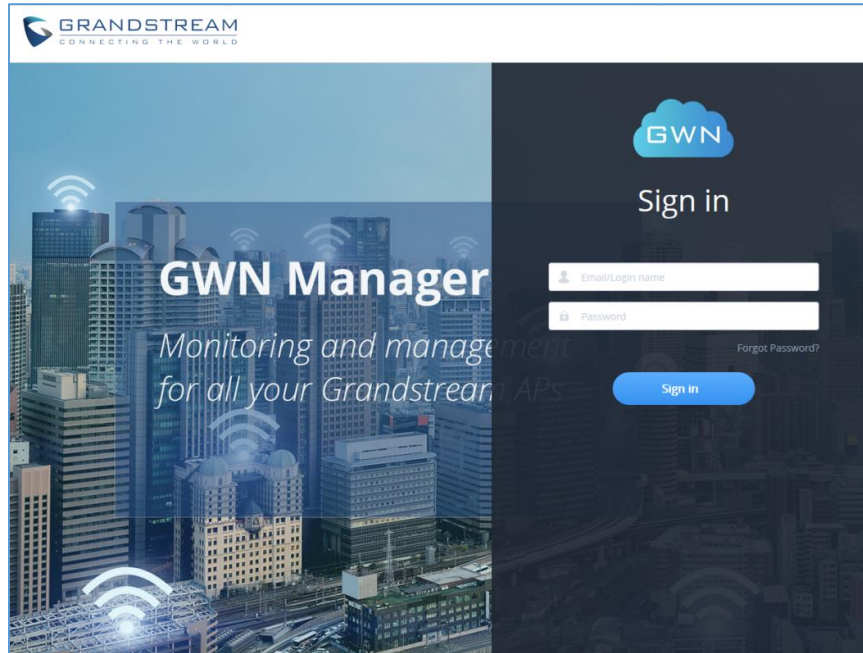 GRANDSTREAM
CONNECTING THE WORLD
GWN Manager
Monitoring and management
for all your Grandstream APs
GWN
Sign in
Email/Login name
Password
Forgot Password?
Sign in